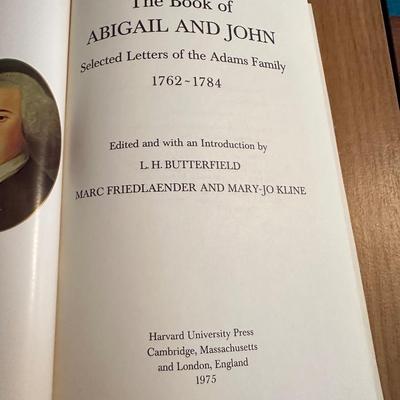 The Book of
ABIGAIL AND JOHN
Selected Letters of the Adams Family
1762~1784
Edited and with an Introduction by
L. H. BUTTERFIELD
MARC FRIEDLAENDER AND MARY-JO KLINE
Harvard University Press
Cambridge, Massachusetts
and London, England
1975